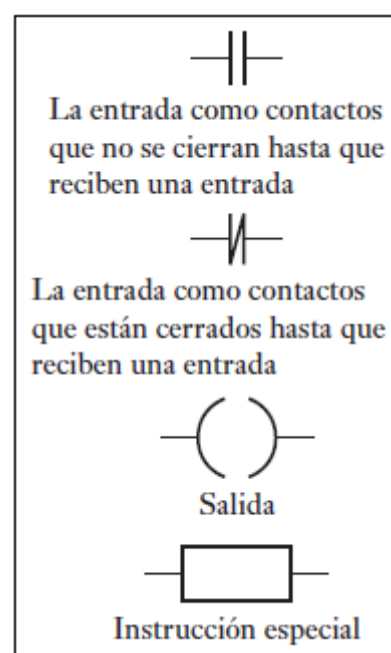 La entrada como contactos
que no se cierran hasta que
reciben una entrada
La entrada como contactos
que están cerrados hasta que
reciben una entrada
Salida
Instrucción especial